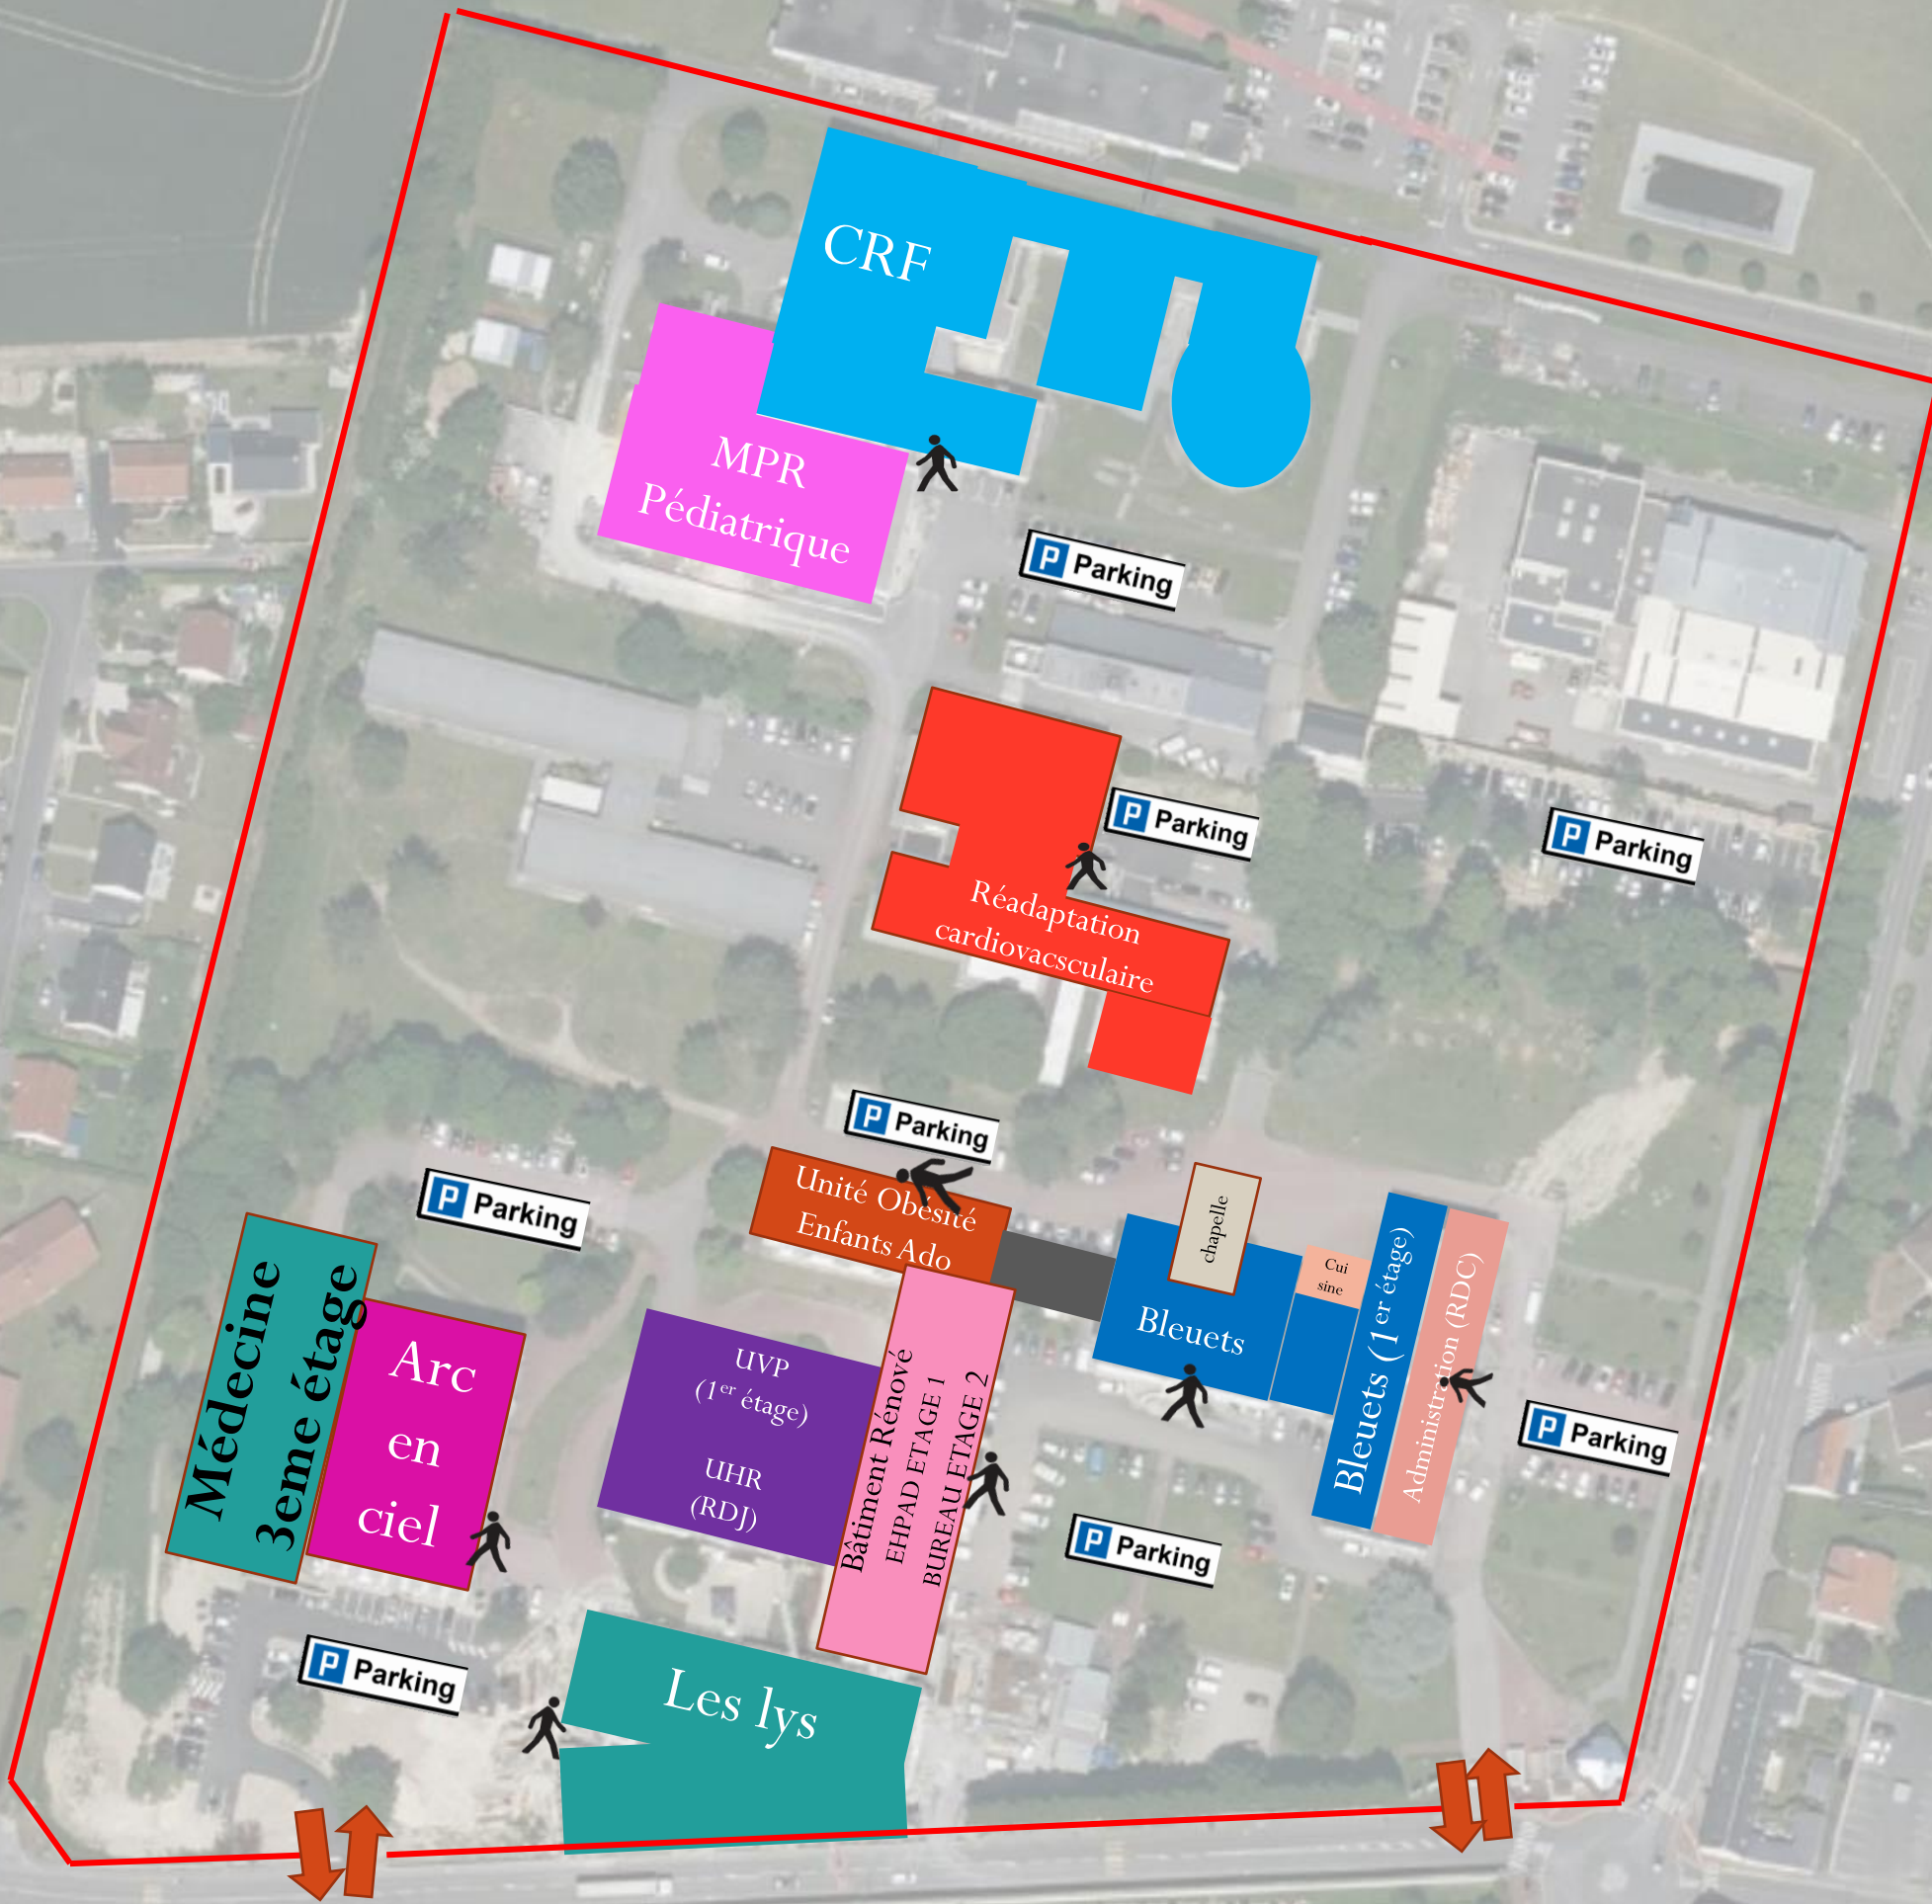 CRF
MPR
Pédiatrique
P Parking
Réadaptation
cardiovacsculaire
P Parking
P Parking
P Parking
P Parking
Unité Obésité
Enfants Ado
chapelle
Cui
sine
Bleuets
Bleuets (1er étage)
Administration (RDC)
P Parking
Médecine
3eme étage
Arc
en
ciel
UVP
(1er étage)
UHR
(RDJ)
Bâtiment Rénové
EHPAD ETAGE 1
BUREAU ETAGE 2
P Parking
P Parking
Les lys